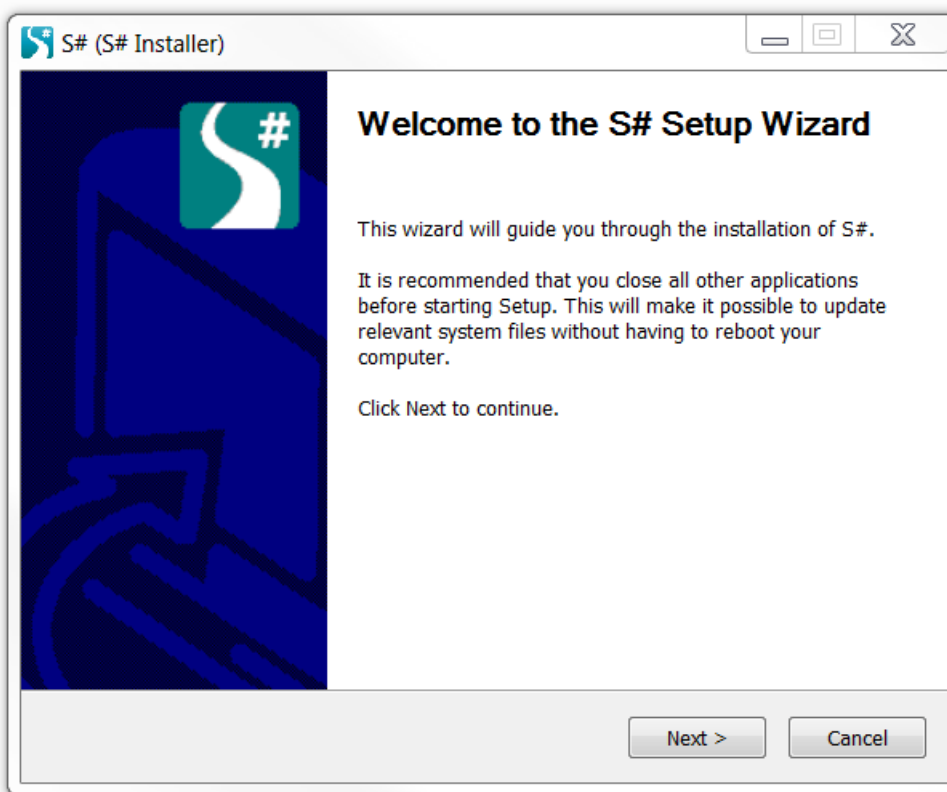 S# (S# Installer)
#
Welcome to the S# Setup Wizard
This wizard will guide you through the installation of S#.
It is recommended that you close all other applications
before starting Setup. This will make it possible to update
relevant system files without having to reboot your
computer.
Click Next to continue.
Next >
Cancel